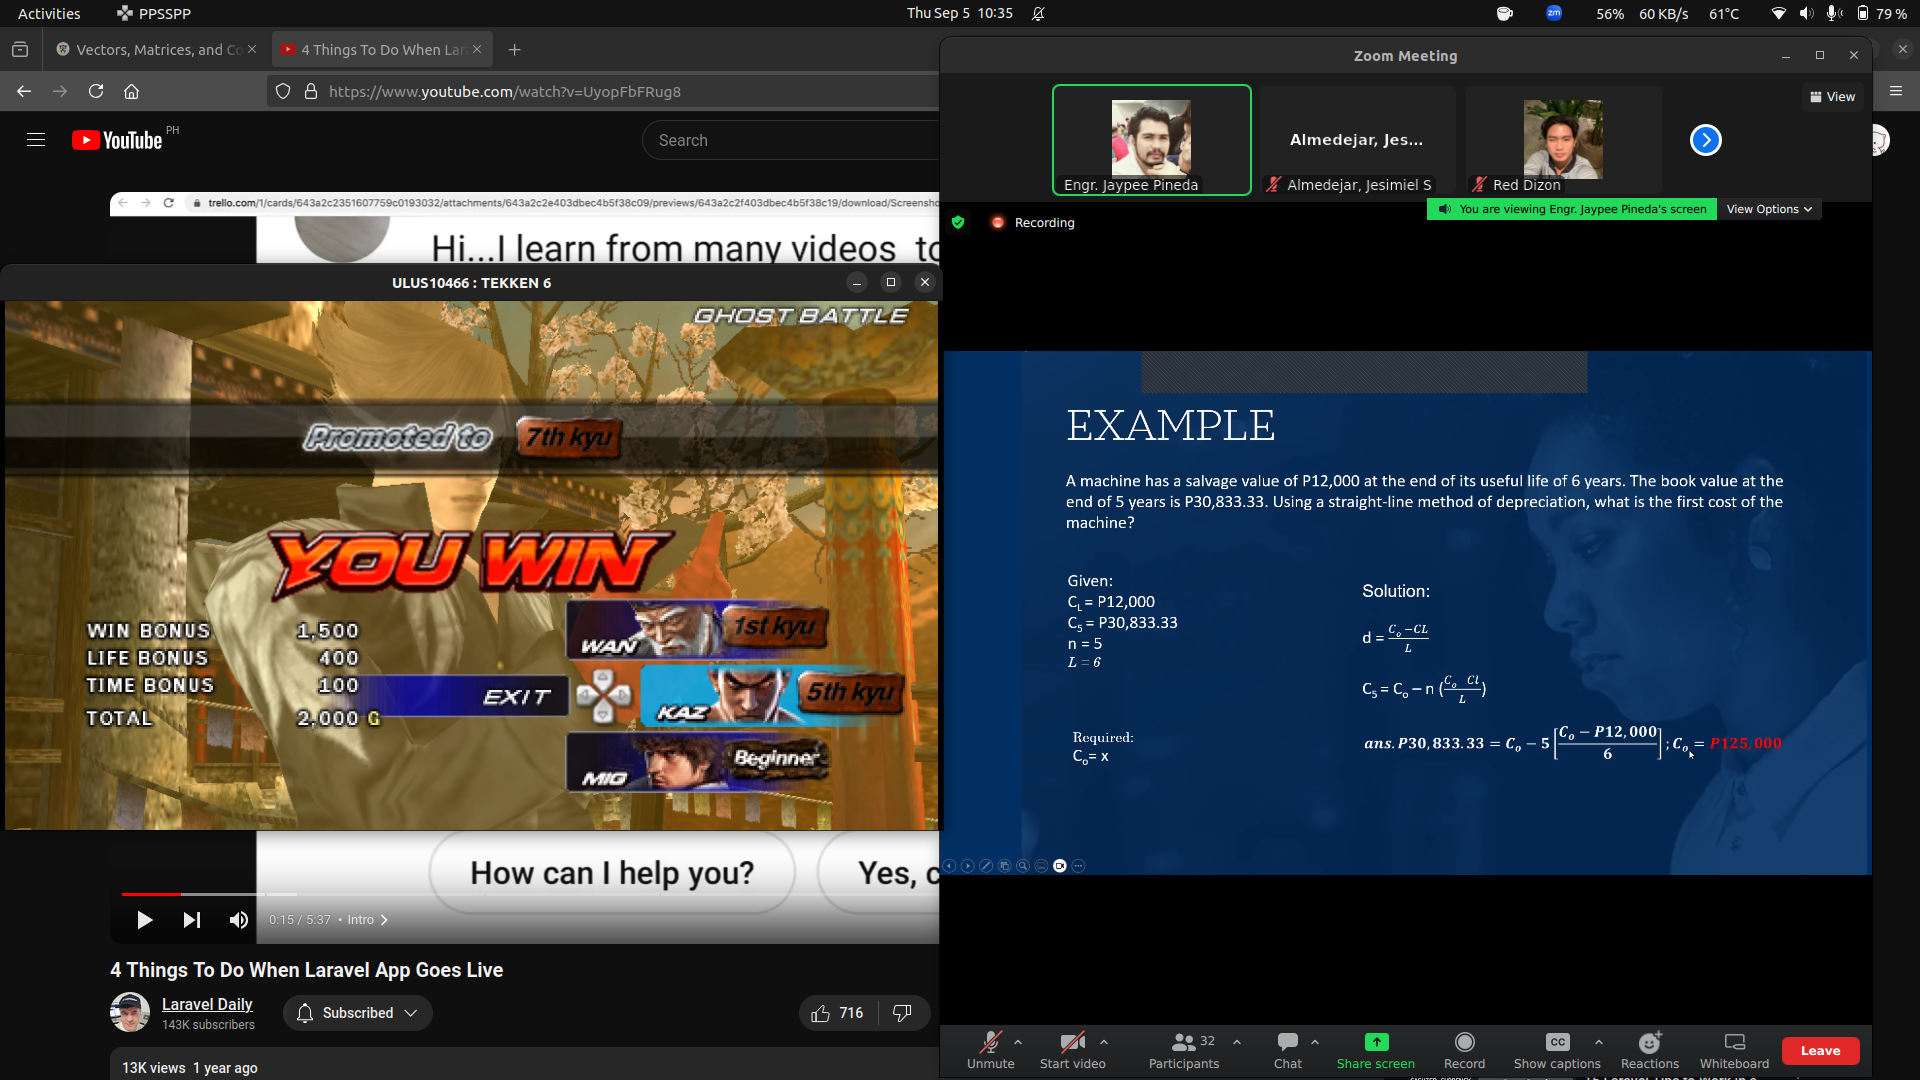 Activities
PPSSPP
Thu Sep 5 10:35
zm
56% 60 KB/s 61°C
79 %
Vectors, Matrices, and Co
4 Things To Do When Lar
https://www.youtube.com/watch?v=UyopFbFRug8
YouTube PH
Search
trello.com/1/cards/643a2c2351607759c0193032/attachments/643a2c2e403dbec4b5f38c09/previews/643a2c2f403dbec4b5f38c19/download/Screensho
Hi...I learn from many videos to
ULUS10466 : TEKKEN 6
GHOST BATTLE
Promoted to 7th kyu
YOU WIN
WIN BONUS 1,500
LIFE BONUS 400
TIME BONUS 100
TOTAL 2,000 G
WAN 1st kyu
EXIT
KAZ 5th kyu
MIG Beginner
How can I help you?
Yes, c
0:15 / 5:37 • Intro
4 Things To Do When Laravel App Goes Live
Laravel Daily
143K subscribers
Subscribed
716
13K views 1 year ago
Zoom Meeting
View
Engr. Jaypee Pineda
Almedejar, Jes...
Almedejar, Jesimiel S
Red Dizon
You are viewing Engr. Jaypee Pineda's screen
View Options
Recording
EXAMPLE
A machine has a salvage value of P12,000 at the end of its useful life of 6 years. The book value at the
end of 5 years is P30,833.33. Using a straight-line method of depreciation, what is the first cost of the
machine?
Given:
C_L = P12,000
C_5 = P30,833.33
n = 5
L = 6
Required:
C_o= x
Solution:
d = (C_o − CL)/L
C_5 = C_o – n ((C_o Cl)/L)
ans. P30,833.33 = C_o − 5 [(C_o − P12,000)/6] ; C_o = P125,000
Unmute
Start video
Participants
32
Chat
Share screen
Record
CC
Show captions
Reactions
Whiteboard
Leave